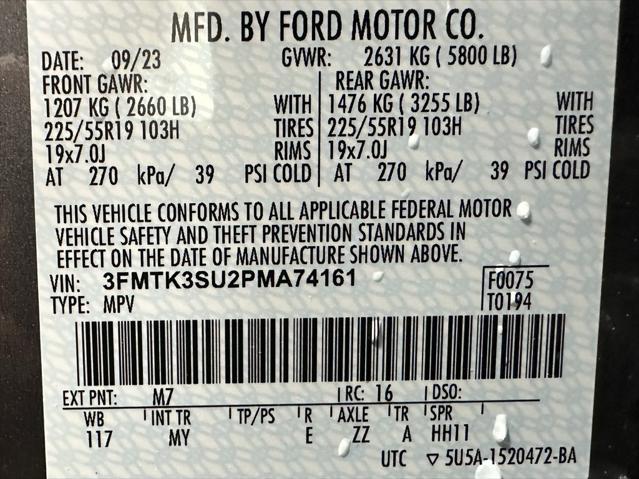 MFD. BY FORD MOTOR CO.
DATE: 09/23 GVWR: 2631 KG ( 5800 LB)
FRONT GAWR: REAR GAWR:
1207 KG ( 2660 LB) WITH 1476 KG ( 3255 LB) WITH
225/55R19 103H TIRES 225/55R19 103H TIRES
19x7.0J RIMS 19x7.0J RIMS
AT 270 kPa/ 39 PSI COLD AT 270 kPa/ 39 PSI COLD
THIS VEHICLE CONFORMS TO ALL APPLICABLE FEDERAL MOTOR
VEHICLE SAFETY AND THEFT PREVENTION STANDARDS IN
EFFECT ON THE DATE OF MANUFACTURE SHOWN ABOVE.
VIN: 3FMTK3SU2PMA74161 F0075
TYPE: MPV T0194
EXT PNT: M7 RC: 16 DSO:
WB INT TR TP/PS R AXLE TR SPR
117 MY E ZZ A HH11
UTC ▽ 5U5A-1520472-BA